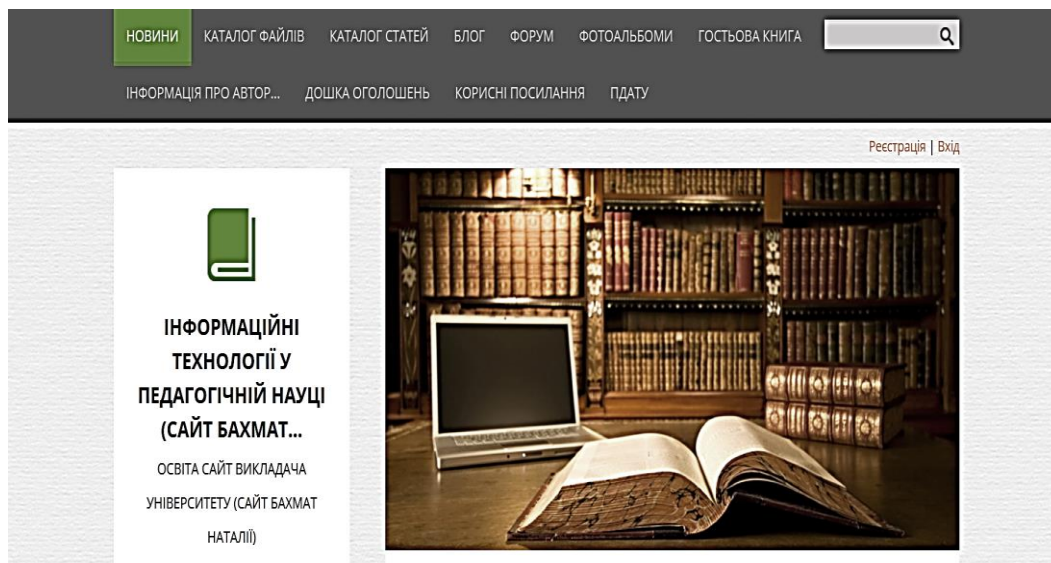 НОВИНИ КАТАЛОГ ФАЙЛІВ КАТАЛОГ СТАТЕЙ БЛОГ ФОРУМ ФОТОАЛЬБОМИ ГОСТЬОВА КНИГА
ІНФОРМАЦІЯ ПРО АВТОР... ДОШКА ОГОЛОШЕНЬ КОРИСНІ ПОСИЛАННЯ ПДАТУ
Реєстрація | Вхід
ІНФОРМАЦІЙНІ
ТЕХНОЛОГІЇ У
ПЕДАГОГІЧНІЙ НАУЦІ
(САЙТ БАХМАТ...
ОСВІТА САЙТ ВИКЛАДАЧА
УНІВЕРСИТЕТУ (САЙТ БАХМАТ
НАТАЛІЇ)